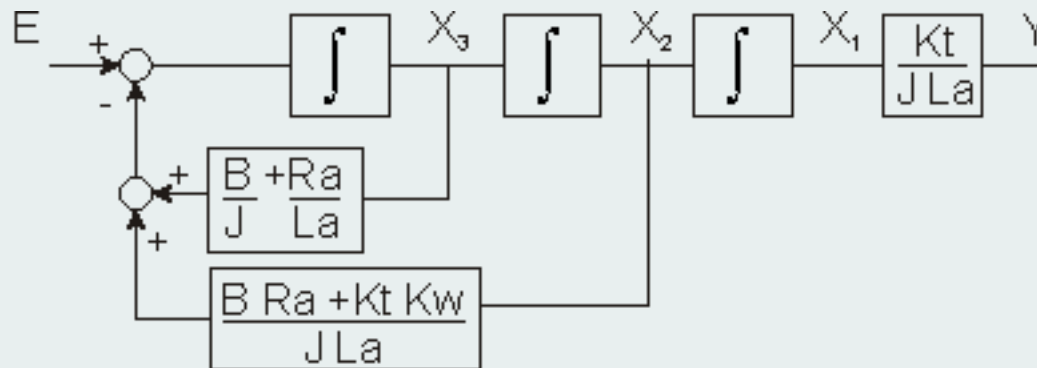 E + ∫ X₃ ∫ X₂ ∫ X₁ Kt
J La Y
-
+ B + Ra
J La
+
B Ra + Kt Kw
J La